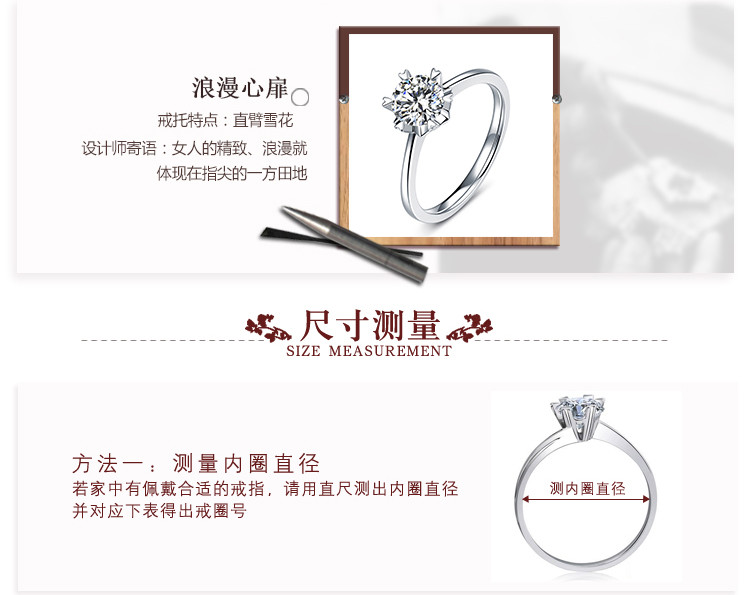 浪漫心扉
戒托特点：直臂雪花
设计师寄语：女人的精致、浪漫就
体现在指尖的一方田地
尺寸测量
SIZE MEASUREMENT
方法一：测量内圈直径
若家中有佩戴合适的戒指，请用直尺测出内圈直径
并对应下表得出戒圈号
测内圈直径